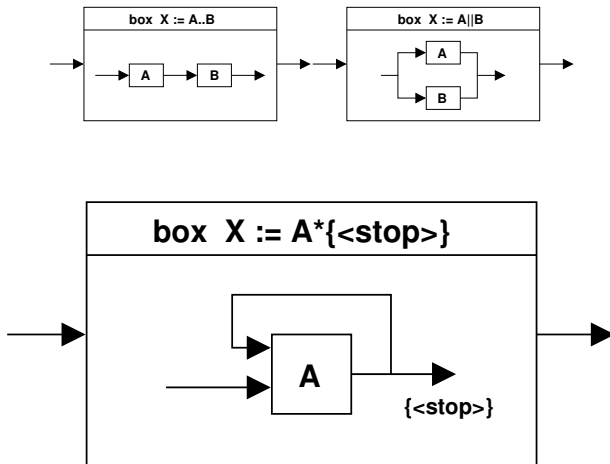 box X := A..B
A
B
box X := A||B
A
B
box X := A*{<stop>}
A
{<stop>}